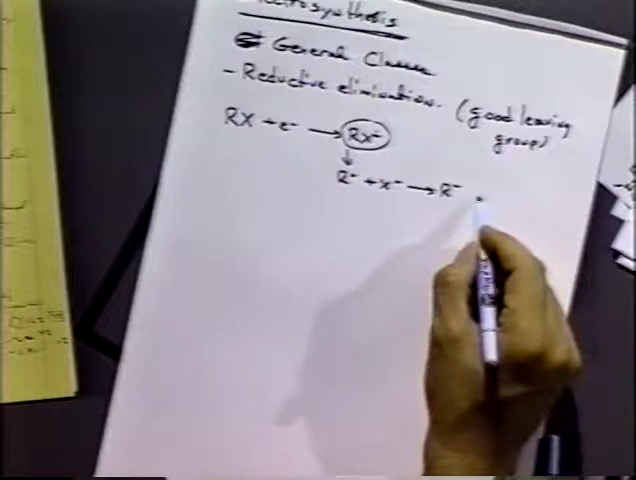 Electrosynthesis
General Classes
- Reductive elimination. (good leaving group)
RX + e⁻ ⟶ RX⁻
↓
R⁻ + X⁻ ⟶ R⁻